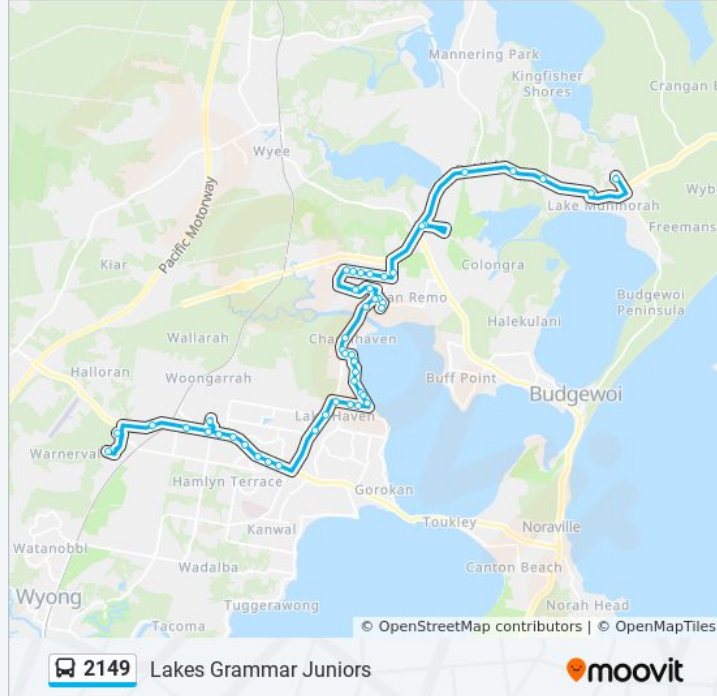 Mannering Park
Kingfisher
Shores
Crangan B
Wyee
Lake Munmorah
Wyb
Freemans
Pacific Motorway
Kiar
Colongra
Budgewoi
Peninsula
San Remo
Halekulani
Wallarah
Charmhaven
Halloran
Woongarrah
Buff Point
Budgewoi
Lake Haven
Warnervale
Hamlyn Terrace
Gorokan
Toukley
Noraville
Kanwal
Watanobbi
Wadalba
Canton Beach
Wyong
Tuggerawong
Norah Head
Tacoma
© OpenStreetMap contributors | © OpenMapTiles
2149 Lakes Grammar Juniors
moovit